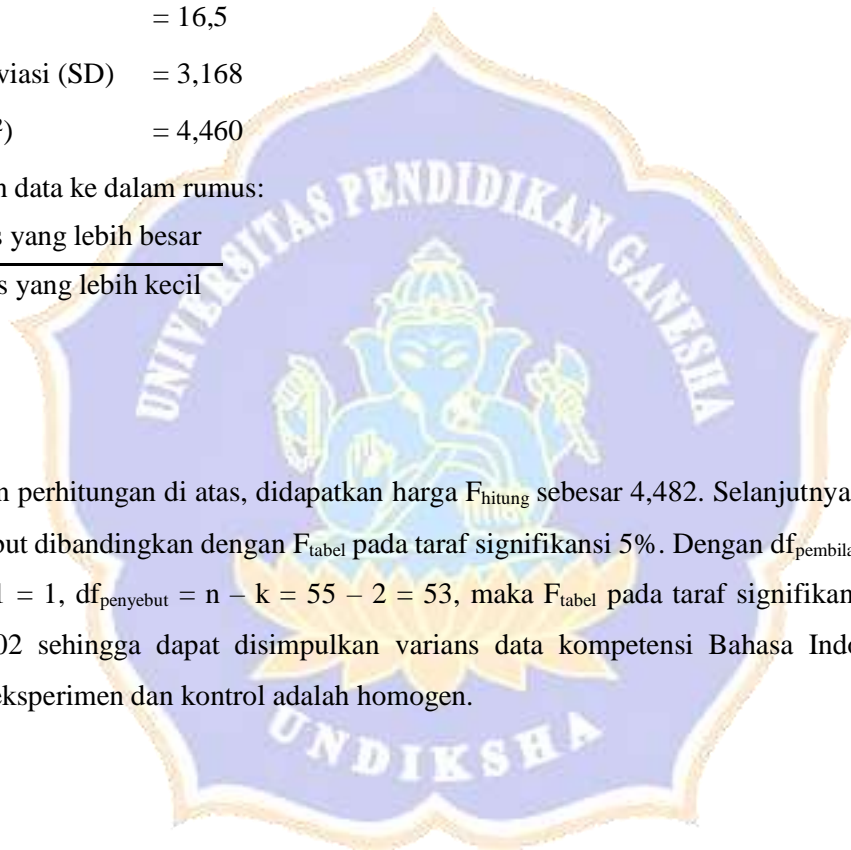 = 16,5
viasi (SD) = 3,168
²) = 4,460
n data ke dalam rumus:
s yang lebih besar
s yang lebih kecil
UNIVERSITAS PENDIDIKAN GANESHA
n perhitungan di atas, didapatkan harga Fhitung sebesar 4,482. Selanjutnya
but dibandingkan dengan Ftabel pada taraf signifikansi 5%. Dengan dfpembila
1 = 1, dfpenyebut = n – k = 55 – 2 = 53, maka Ftabel pada taraf signifikan
02 sehingga dapat disimpulkan varians data kompetensi Bahasa Indo
eksperimen dan kontrol adalah homogen.
UNDIKSHA